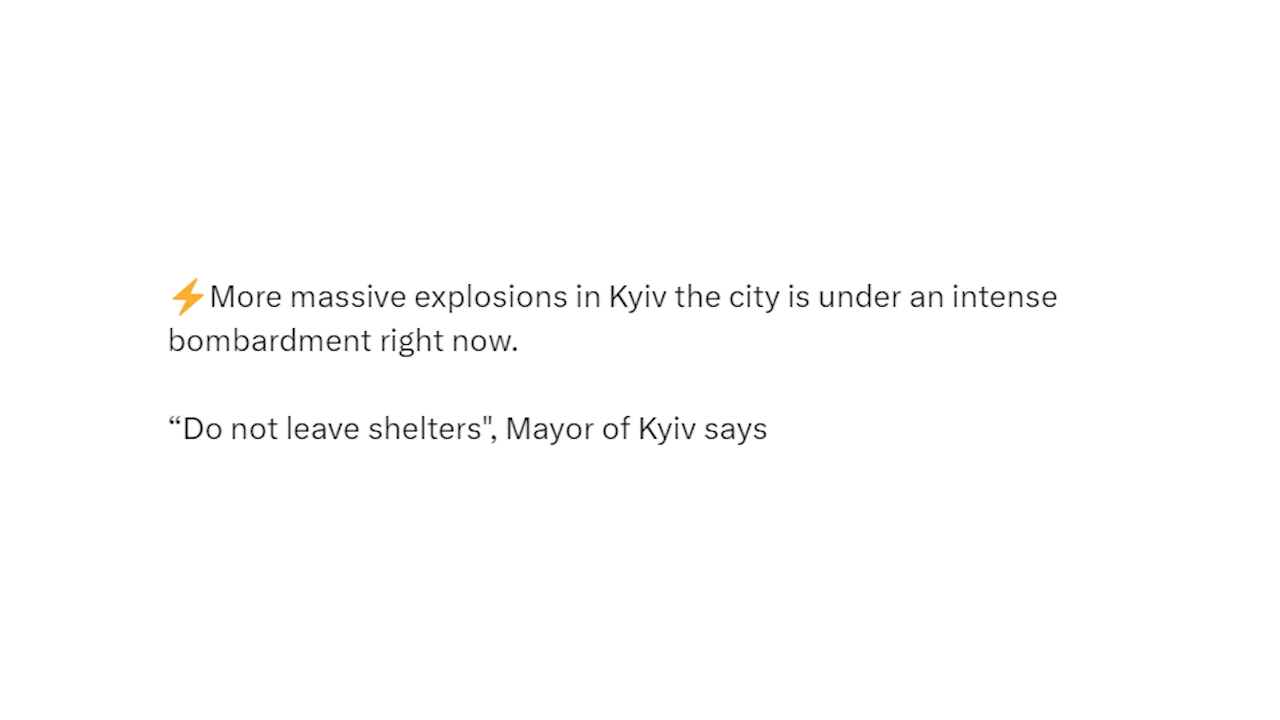 ⚡More massive explosions in Kyiv the city is under an intense
bombardment right now.
“Do not leave shelters", Mayor of Kyiv says